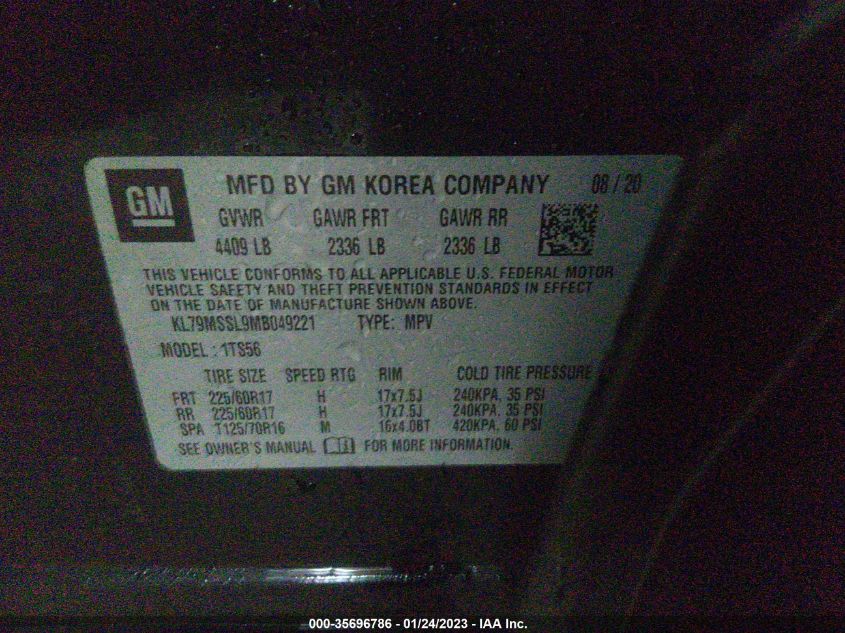 GM
MFD BY GM KOREA COMPANY 08/20
GVWR GAWR FRT GAWR RR
4409 LB 2336 LB 2336 LB
THIS VEHICLE CONFORMS TO ALL APPLICABLE U.S. FEDERAL MOTOR
VEHICLE SAFETY AND THEFT PREVENTION STANDARDS IN EFFECT
ON THE DATE OF MANUFACTURE SHOWN ABOVE.
KL79MSSL9MB049221 TYPE: MPV
MODEL : 1TS56
TIRE SIZE SPEED RTG RIM COLD TIRE PRESSURE
FRT 225/60R17 H 17x7.5J 240KPA, 35 PSI
RR 225/60R17 H 17x7.5J 240KPA, 35 PSI
SPA T125/70R16 M 16x4.0BT 420KPA, 60 PSI
SEE OWNER'S MANUAL FOR MORE INFORMATION.
000-35696786 - 01/24/2023 - IAA Inc.